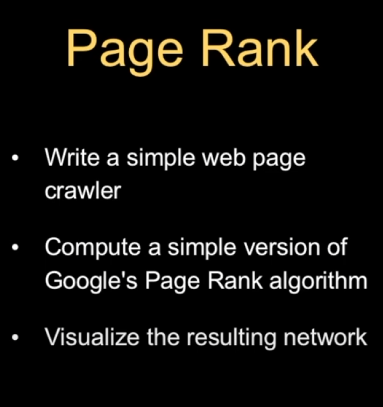 Page Rank
• Write a simple web page
crawler
• Compute a simple version of
Google's Page Rank algorithm
• Visualize the resulting network